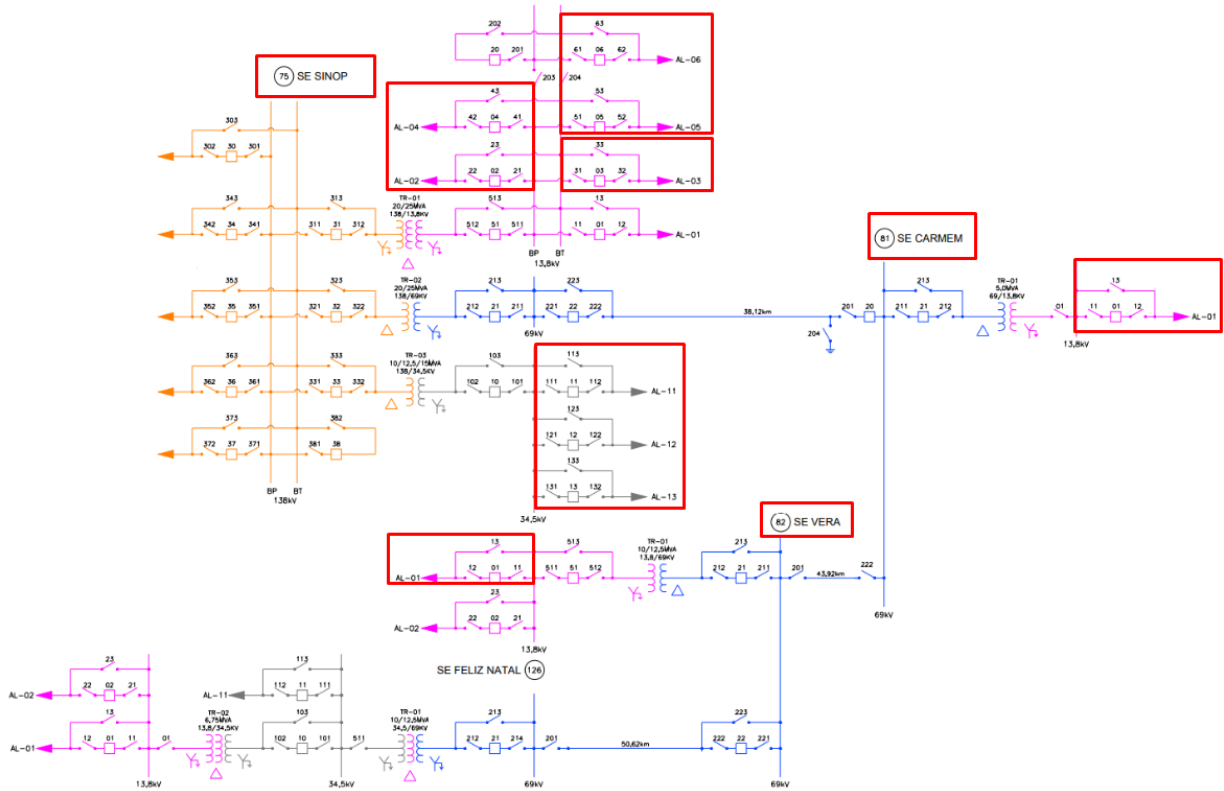 202
63
20
201
61
06
62
AL-06
75 SE SINOP
203
204
43
53
303
AL-04
42
04
41
51
05
52
AL-05
23
33
302
30
301
AL-02
22
02
21
31
03
32
AL-03
343
313
TR-01
20/25MVA
138/13,8KV
513
13
342
34
341
311
31
312
512
51
511
11
01
12
AL-01
BP
BT
13,8kV
81 SE CARMEM
353
323
TR-02
20/25MVA
138/69KV
213
223
213
TR-01
5,0MVA
69/13,8KV
13
352
35
351
321
32
322
212
21
211
221
22
222
38,12km
201
20
211
21
212
01
11
01
12
AL-01
69kV
204
13,8kV
363
333
TR-03
10/12,5/15MVA
138/34,5KV
103
113
362
36
361
331
33
332
102
10
101
111
11
112
AL-11
373
382
123
372
37
371
381
38
121
12
122
AL-12
133
BP
BT
138kV
131
13
132
AL-13
34,5kV
82 SE VERA
13
513
TR-01
10/12,5MVA
13,8/69KV
213
AL-01
12
01
11
511
51
512
212
21
211
201
43,92km
222
23
69kV
AL-02
22
02
21
13,8kV
SE FELIZ NATAL 126
23
113
AL-02
22
02
21
AL-11
112
11
111
13
TR-02
6,75MVA
13,8/34,5KV
103
TR-01
10/12,5MVA
34,5/69KV
213
223
AL-01
12
01
11
01
102
10
101
511
212
21
214
201
50,62km
222
22
221
13,8kV
34,5kV
69kV
69kV